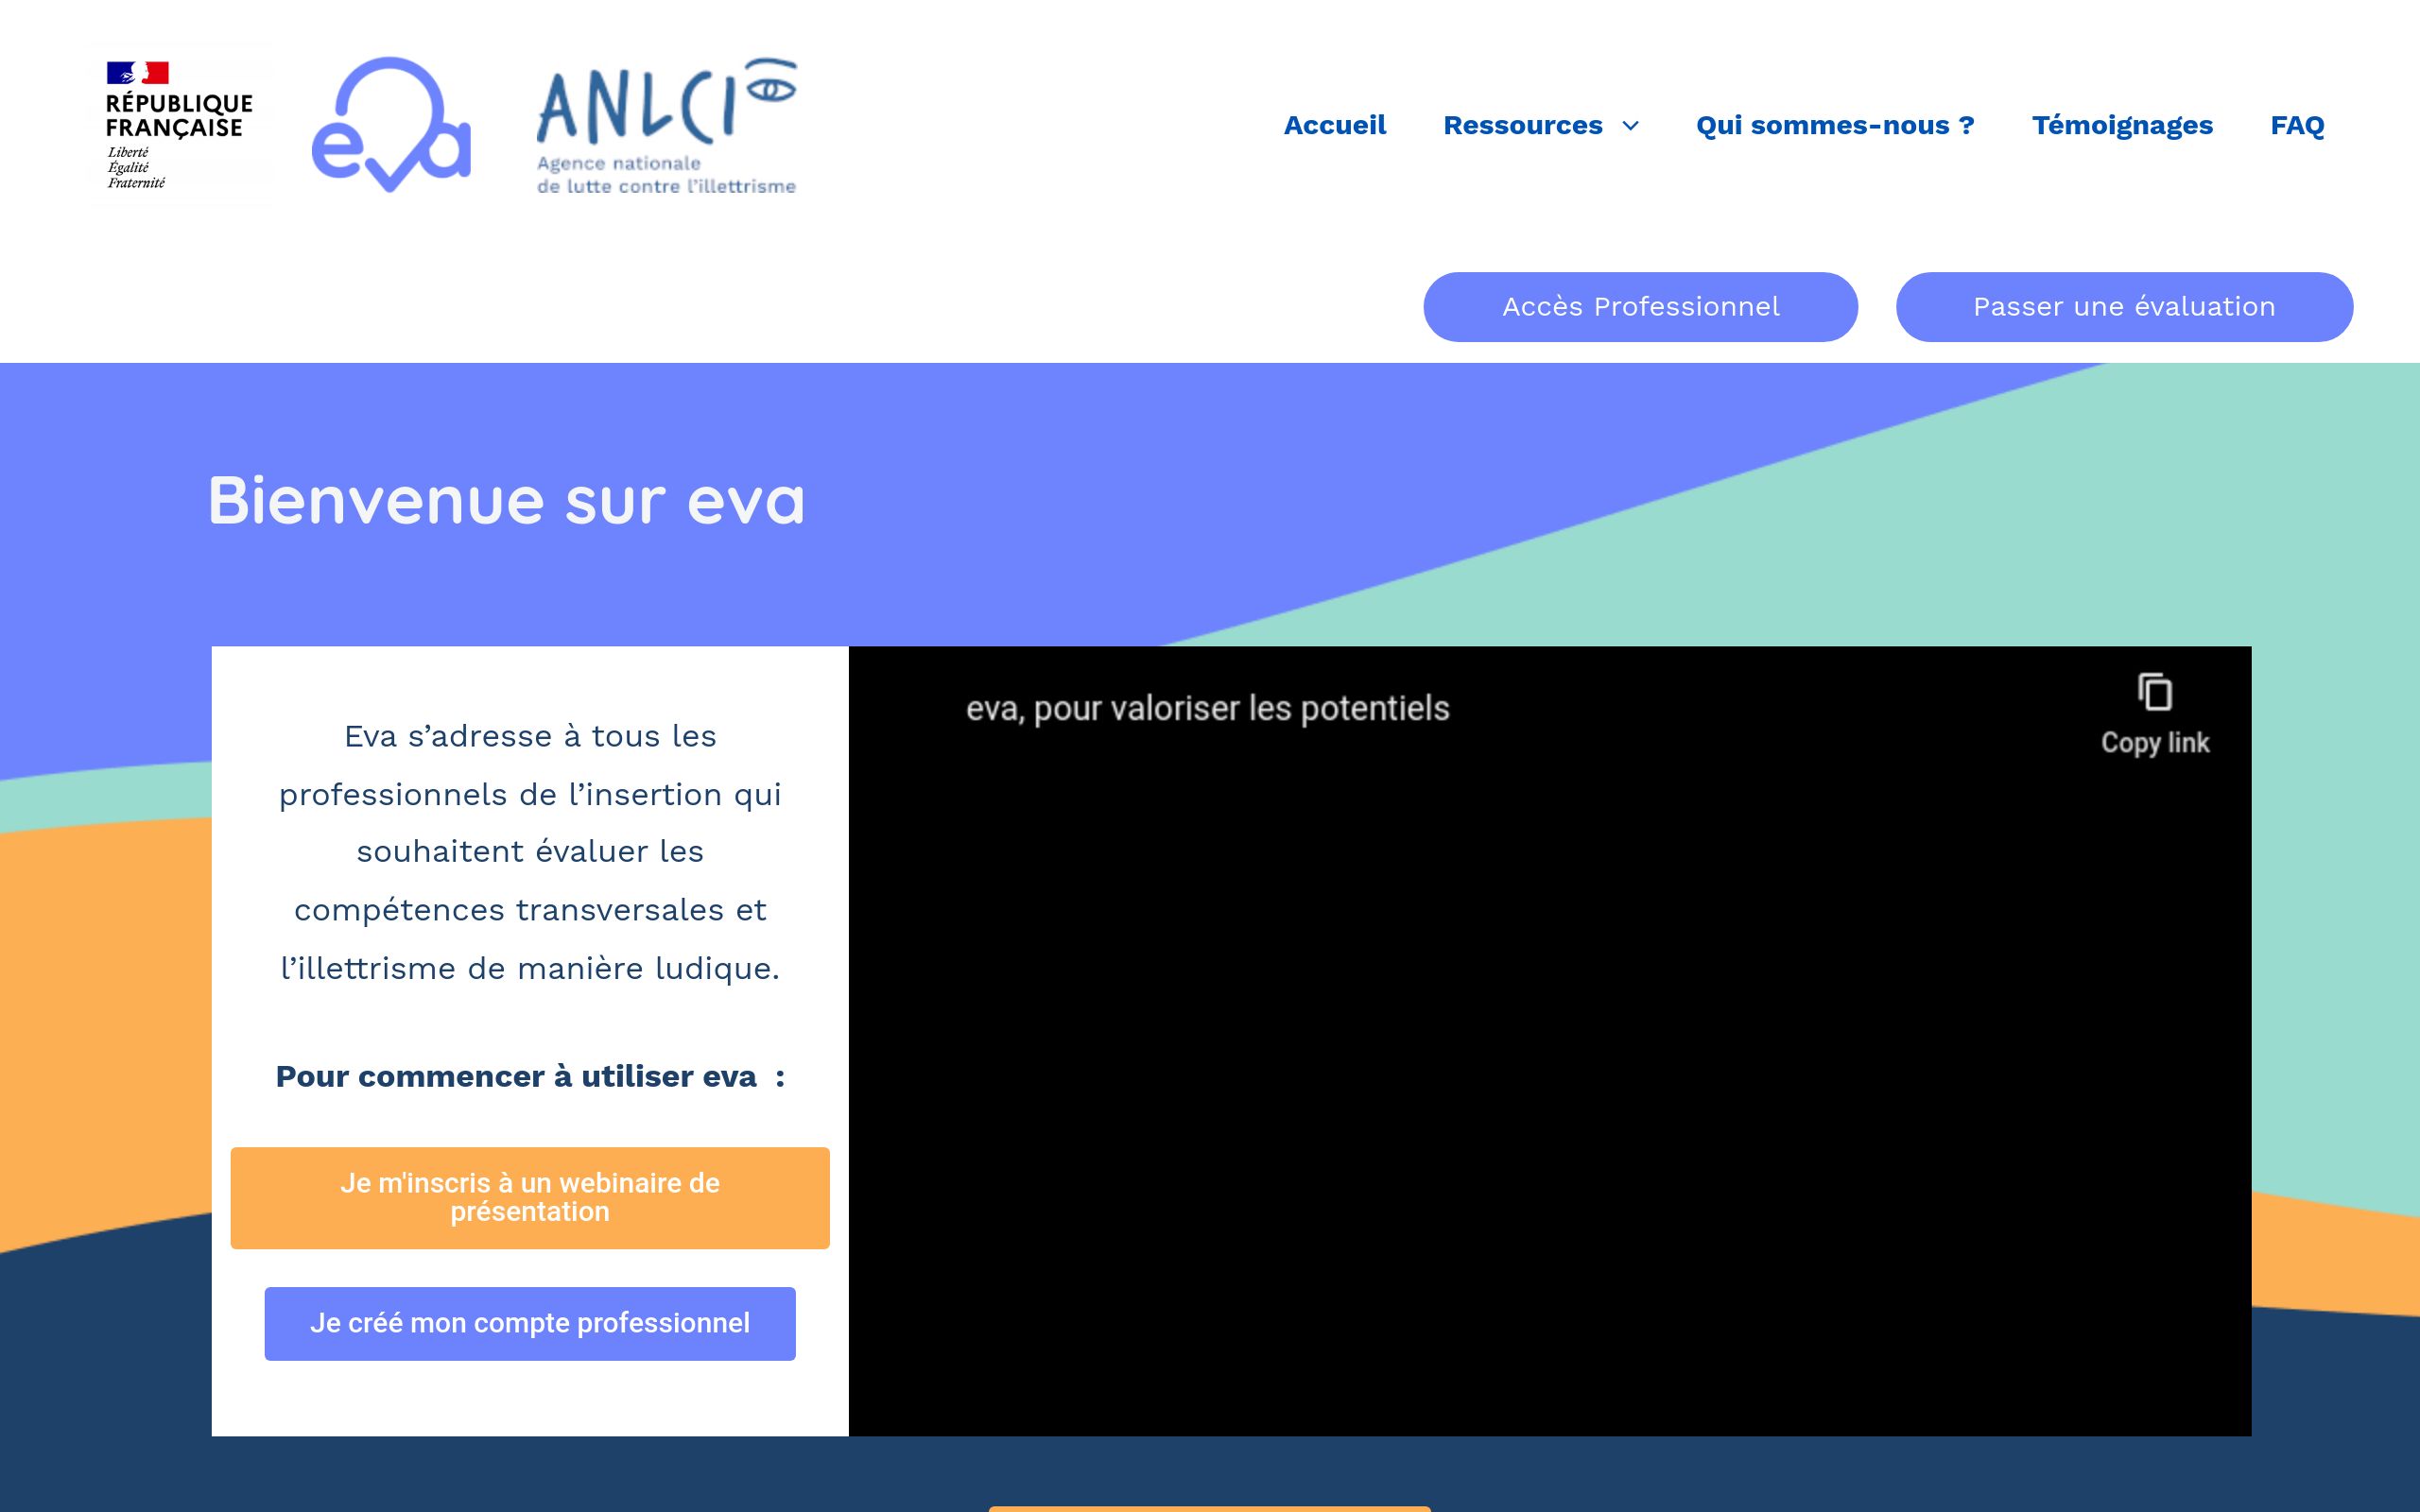 RÉPUBLIQUE
FRANÇAISE
Liberté
Égalité
Fraternité
eva
ANLCI
Agence nationale
de lutte contre l'illettrisme
Accueil
Ressources
Qui sommes-nous ?
Témoignages
FAQ
Accès Professionnel
Passer une évaluation
Bienvenue sur eva
Eva s’adresse à tous les
professionnels de l’insertion qui
souhaitent évaluer les
compétences transversales et
l’illettrisme de manière ludique.
Pour commencer à utiliser eva :
Je m'inscris à un webinaire de
présentation
Je créé mon compte professionnel
eva, pour valoriser les potentiels
Copy link